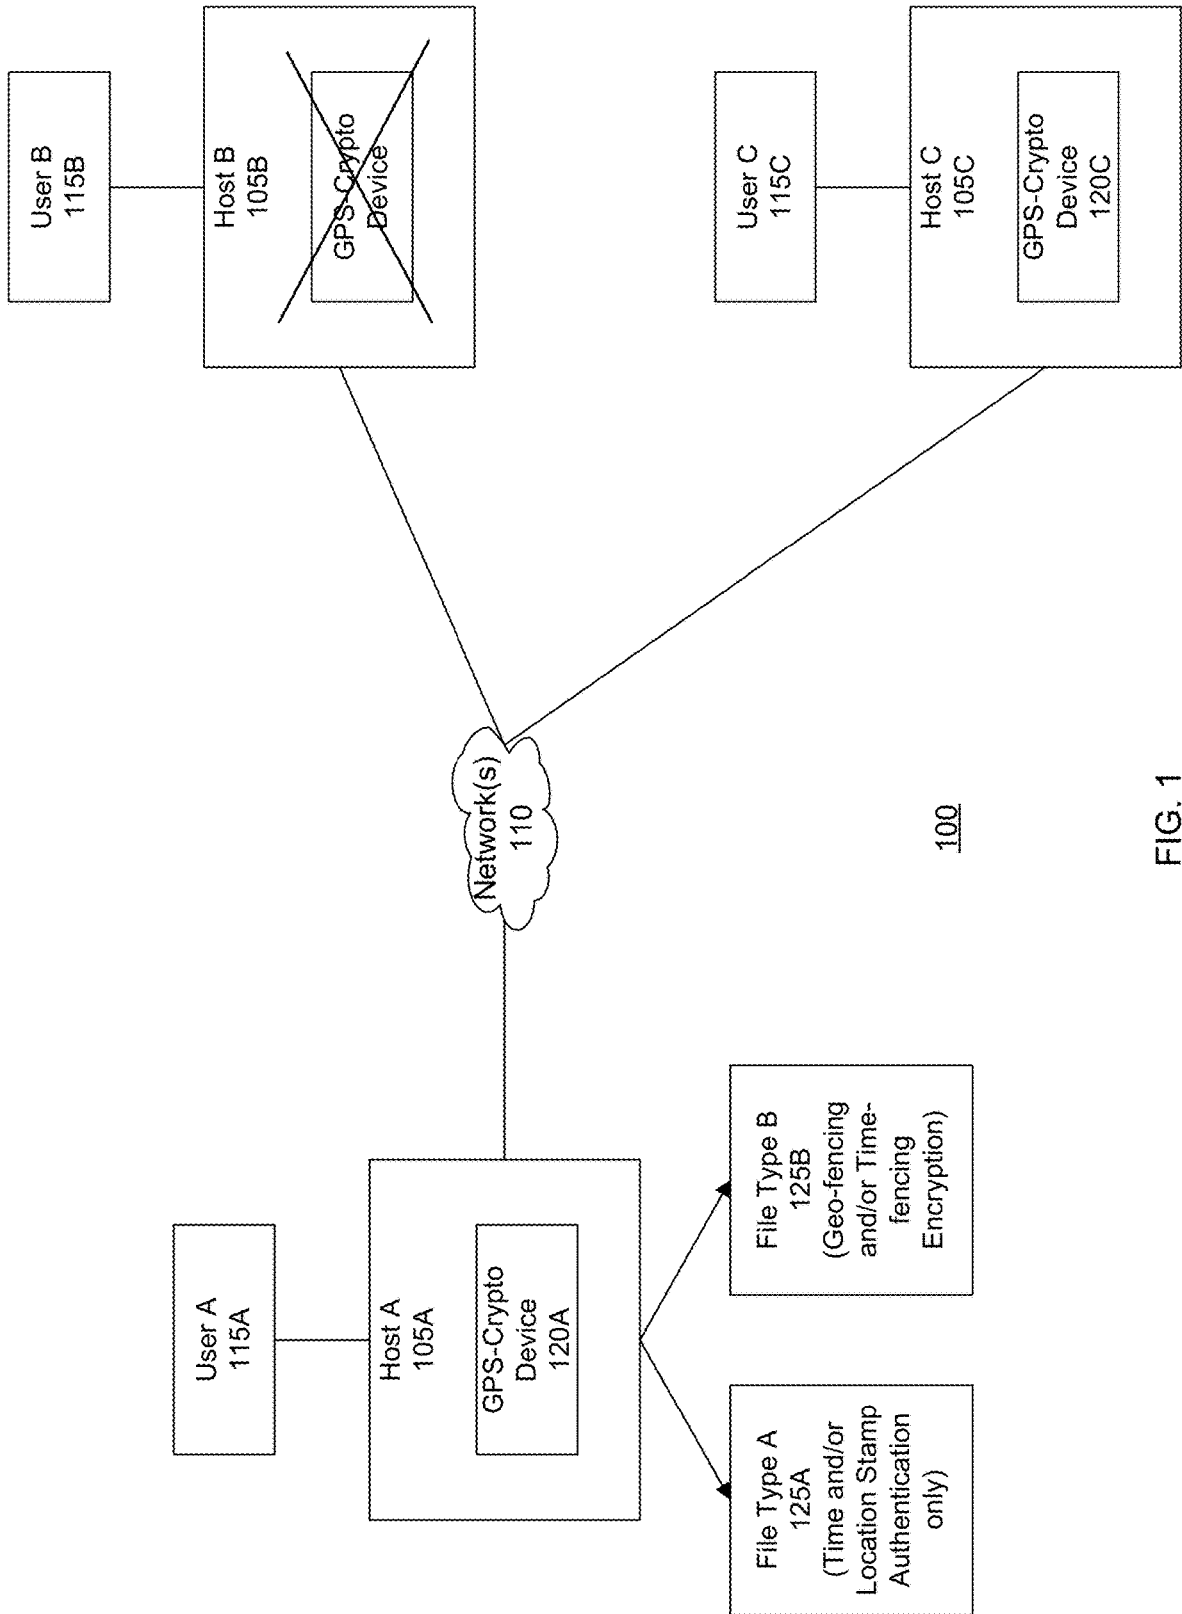 User A
115A
Host A
105A
GPS-Crypto
Device
120A
File Type A
125A
(Time and/or
Location Stamp
Authentication
only)
File Type B
125B
(Geo-fencing
and/or Time-
fencing
Encryption)
Network(s)
110
User B
115B
Host B
105B
GPS-Crypto
Device
User C
115C
Host C
105C
GPS-Crypto
Device
120C
100
FIG. 1